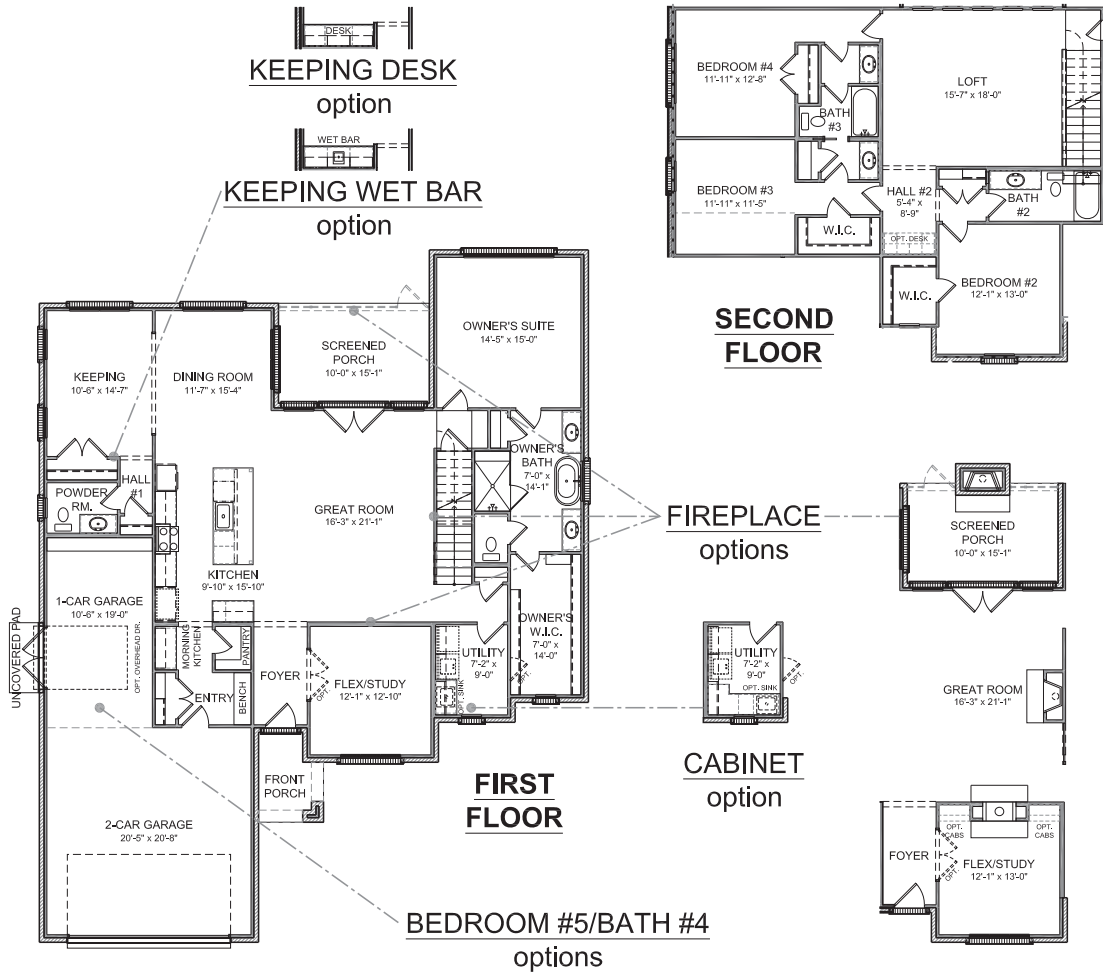 DESK
KEEPING DESK
option
WET BAR
KEEPING WET BAR
option
BEDROOM #4
11'-11" x 12'-8"
LOFT
15'-7" x 18'-0"
BATH
#3
BEDROOM #3
11'-11" x 11'-5"
HALL #2
5'-4"
x
8'-9"
BATH
#2
W.I.C.
OPT. DESK
W.I.C.
BEDROOM #2
12'-1" x 13'-0"
SECOND
FLOOR
OWNER'S SUITE
14'-5" x 15'-0"
SCREENED
PORCH
10'-0" x 15'-1"
KEEPING
10'-6" x 14'-7"
DINING ROOM
11'-7" x 15'-4"
OWNER'S
BATH
7'-0" x
14'-1"
HALL
#1
POWDER
RM.
GREAT ROOM
16'-3" x 21'-1"
KITCHEN
9'-10" x 15'-10"
1-CAR GARAGE
10'-6" x 19'-0"
UNCOVERED PAD
OPT. OVERHEAD DR.
MORNING
KITCHEN
PANTRY
ENTRY
BENCH
FOYER
OPT.
FLEX/STUDY
12'-1" x 12'-10"
UTILITY
7'-2" x
9'-0"
OPT.
OPT. SINK
OWNER'S
W.I.C.
7'-0" x
14'-0"
FRONT
PORCH
FIRST
FLOOR
2-CAR GARAGE
20'-5" x 20'-8"
FIREPLACE
options
SCREENED
PORCH
10'-0" x 15'-1"
UTILITY
7'-2" x
9'-0"
OPT.
OPT. SINK
CABINET
option
GREAT ROOM
16'-3" x 21'-1"
OPT.
CABS
OPT.
CABS
FOYER
OPT.
FLEX/STUDY
12'-1" x 13'-0"
BEDROOM #5/BATH #4
options